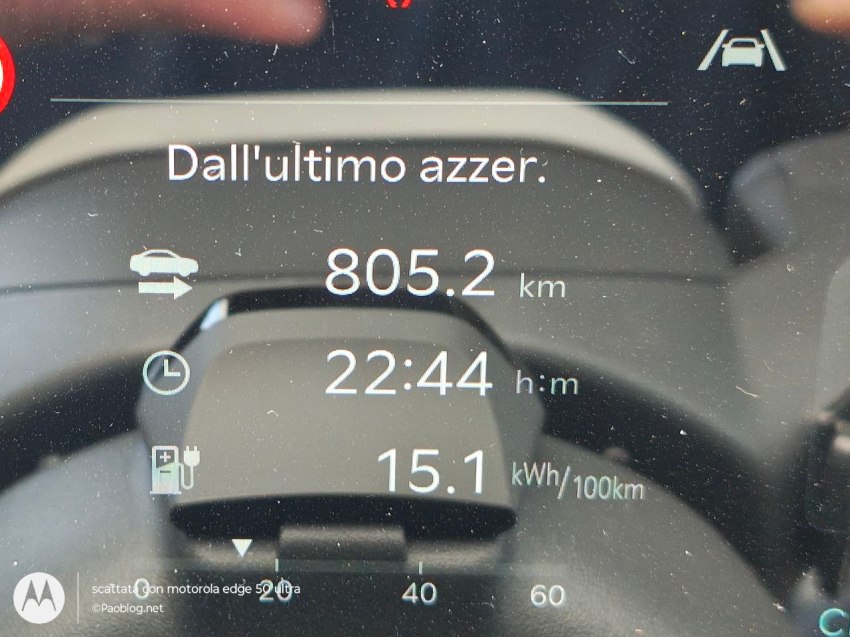 Dall'ultimo azzer.
805.2 km
22:44 h:m
15.1 kWh/100km
0 20 40 60
scattata con motorola edge 50 ultra
©Paoblog.net
C